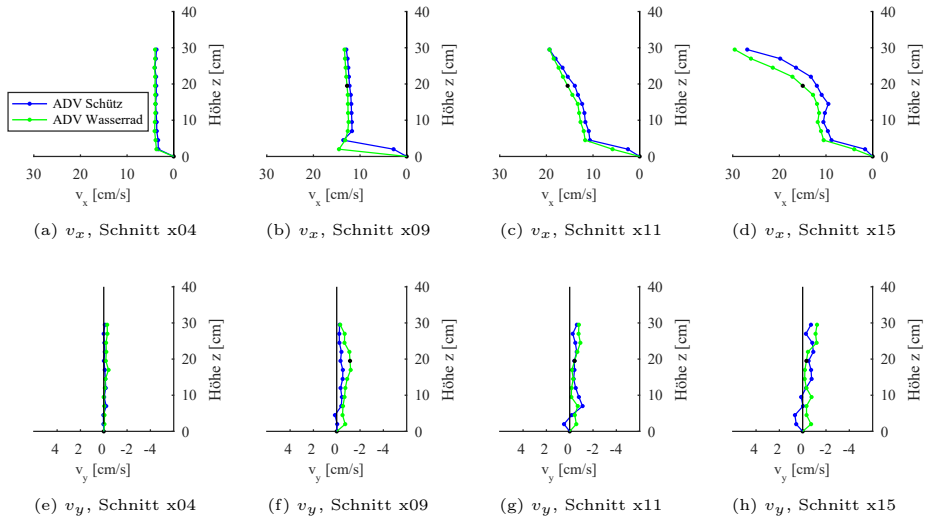 40
30
20
10
0
Höhe z [cm]
30 20 10 0
v_x [cm/s]
ADV Schütz
ADV Wasserrad
(a) v_x, Schnitt x04
40
30
20
10
0
Höhe z [cm]
30 20 10 0
v_x [cm/s]
(b) v_x, Schnitt x09
40
30
20
10
0
Höhe z [cm]
30 20 10 0
v_x [cm/s]
(c) v_x, Schnitt x11
40
30
20
10
0
Höhe z [cm]
30 20 10 0
v_x [cm/s]
(d) v_x, Schnitt x15
40
30
20
10
0
Höhe z [cm]
4 2 0 -2 -4
v_y [cm/s]
(e) v_y, Schnitt x04
40
30
20
10
0
Höhe z [cm]
4 2 0 -2 -4
v_y [cm/s]
(f) v_y, Schnitt x09
40
30
20
10
0
Höhe z [cm]
4 2 0 -2 -4
v_y [cm/s]
(g) v_y, Schnitt x11
40
30
20
10
0
Höhe z [cm]
4 2 0 -2 -4
v_y [cm/s]
(h) v_y, Schnitt x15